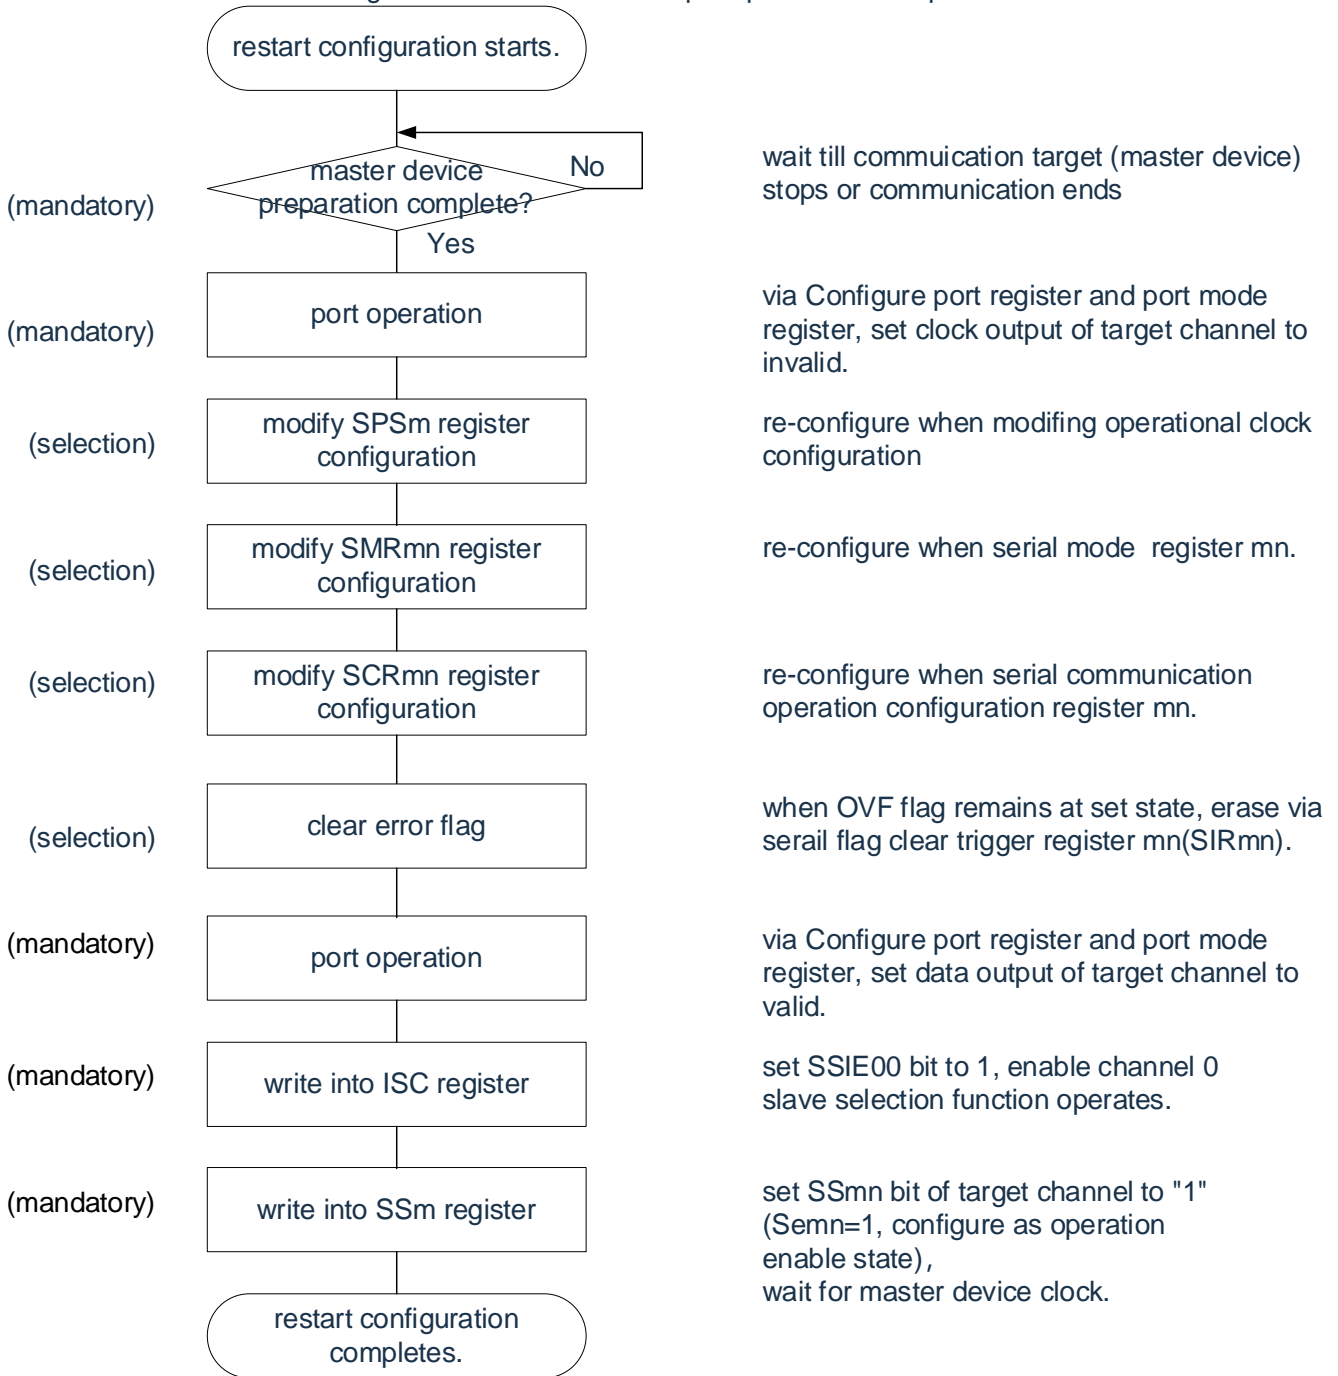 restart configuration starts.
No
master device
preparation complete?
(mandatory)
wait till commuication target (master device)
stops or communication ends
Yes
(mandatory)
port operation
via Configure port register and port mode
register, set clock output of target channel to
invalid.
(selection)
modify SPSm register
configuration
re-configure when modifing operational clock
configuration
(selection)
modify SMRmn register
configuration
re-configure when serial mode register mn.
(selection)
modify SCRmn register
configuration
re-configure when serial communication
operation configuration register mn.
(selection)
clear error flag
when OVF flag remains at set state, erase via
serail flag clear trigger register mn(SIRmn).
(mandatory)
port operation
via Configure port register and port mode
register, set data output of target channel to
valid.
(mandatory)
write into ISC register
set SSIE00 bit to 1, enable channel 0
slave selection function operates.
(mandatory)
write into SSm register
set SSmn bit of target channel to "1"
(Semn=1, configure as operation
enable state),
wait for master device clock.
restart configuration
completes.